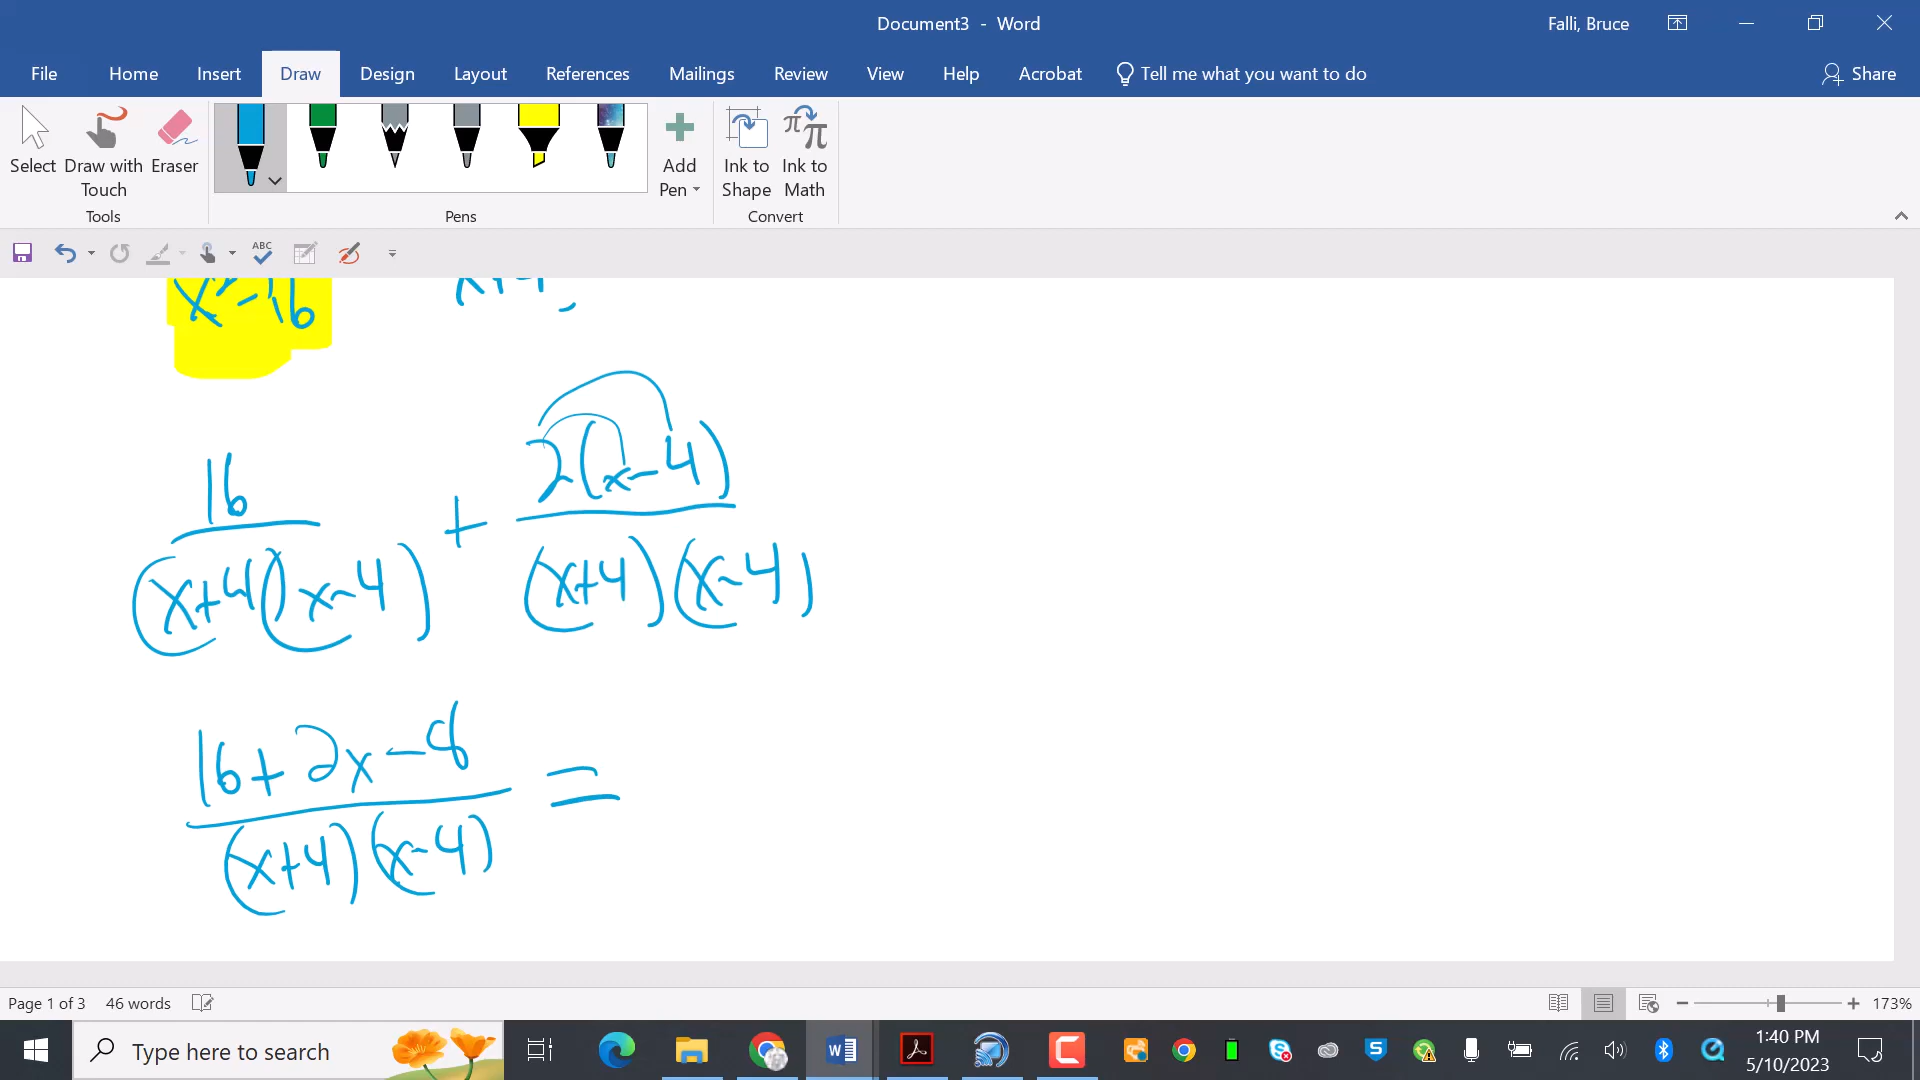 Document3 - Word
Falli, Bruce
File Home Insert Draw Design Layout References Mailings Review View Help Acrobat Tell me what you want to do Share
Select Draw with Touch Eraser Add Pen Ink to Shape Ink to Math
Tools Pens Convert
ABC
x²-16 x+4
16 + 2(x-4)
(x+4)(x-4) (x+4)(x-4)
16+2x-8 =
(x+4)(x-4)
Page 1 of 3 46 words 173%
Type here to search
1:40 PM
5/10/2023